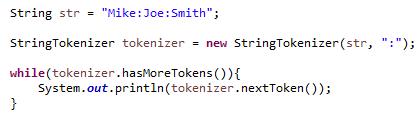 String str = "Mike:Joe:Smith";
StringTokenizer tokenizer = new StringTokenizer(str, ":");
while(tokenizer.hasMoreTokens()){
System.out.println(tokenizer.nextToken());
}